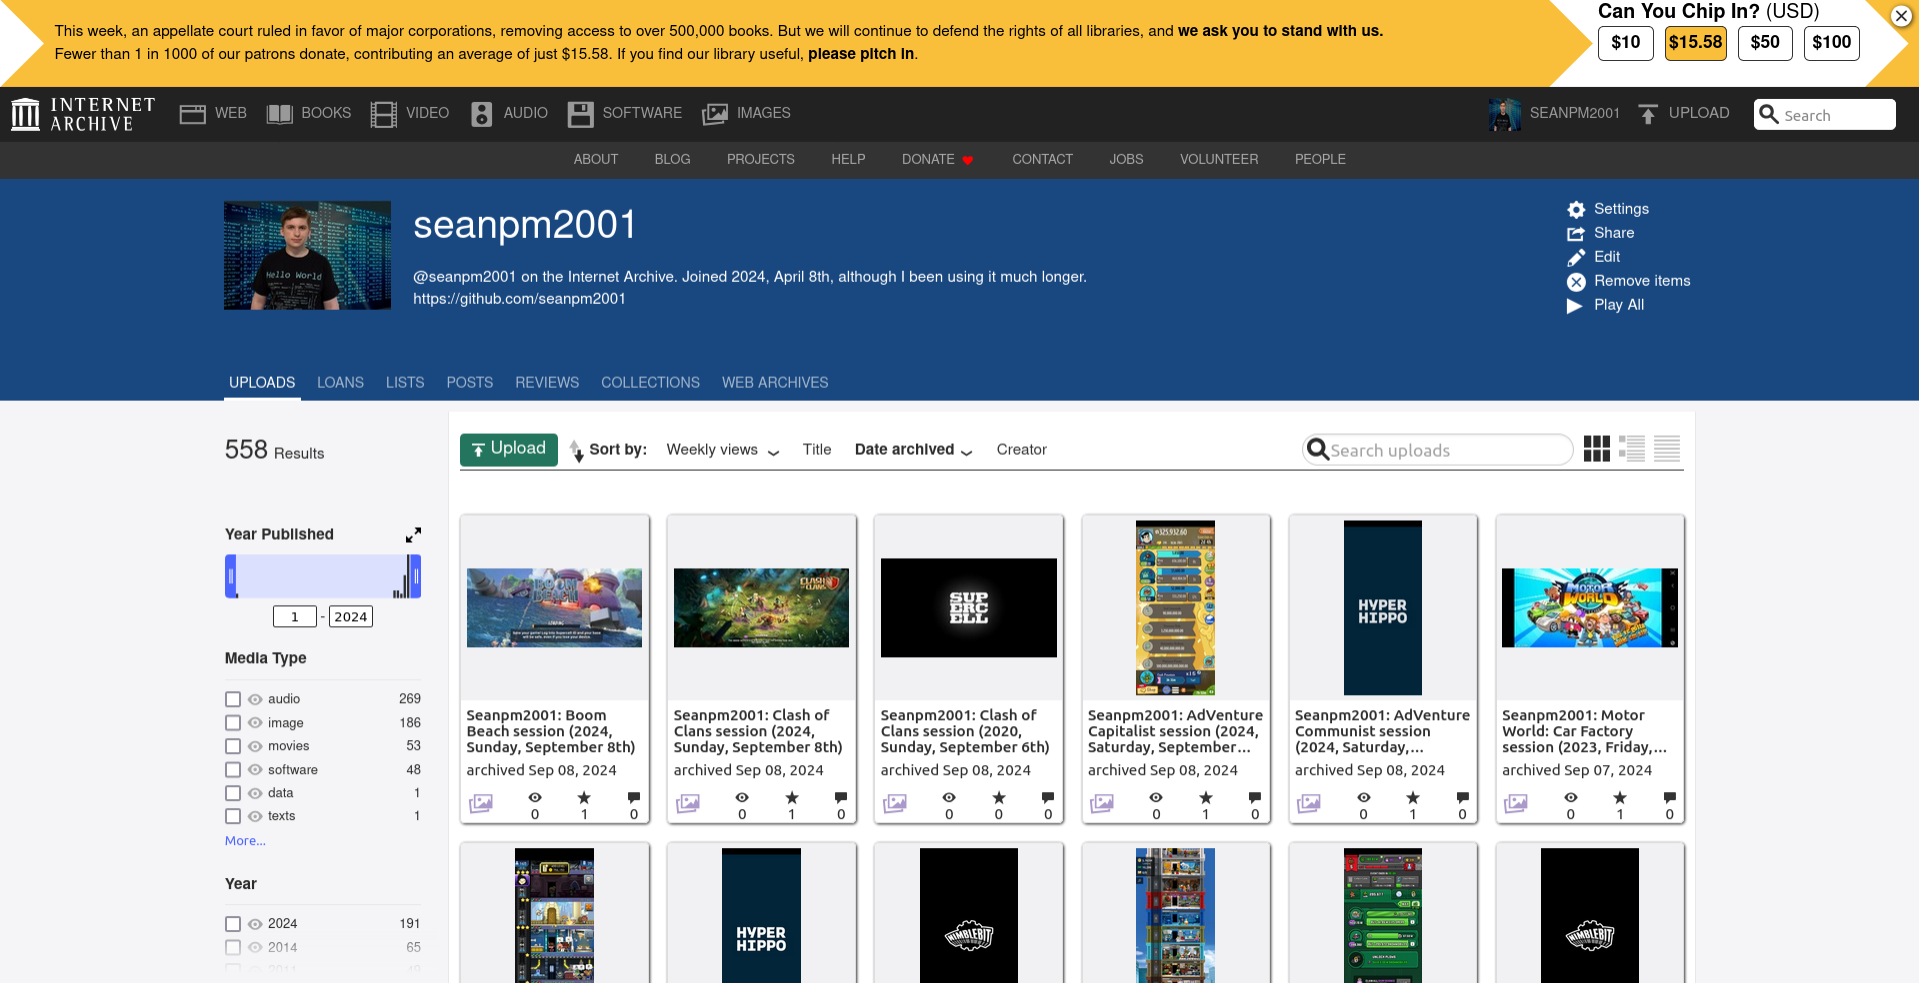 This week, an appellate court ruled in favor of major corporations, removing access to over 500,000 books. But we will continue to defend the rights of all libraries, and we ask you to stand with us.
Fewer than 1 in 1000 of our patrons donate, contributing an average of just $15.58. If you find our library useful, please pitch in.
Can You Chip In? (USD)
$10 $15.58 $50 $100
INTERNET ARCHIVE
WEB BOOKS VIDEO AUDIO SOFTWARE IMAGES SEANPM2001 UPLOAD Search
ABOUT BLOG PROJECTS HELP DONATE CONTACT JOBS VOLUNTEER PEOPLE
Hello World
seanpm2001
@seanpm2001 on the Internet Archive. Joined 2024, April 8th, although I been using it much longer.
https://github.com/seanpm2001
Settings
Share
Edit
Remove items
Play All
UPLOADS LOANS LISTS POSTS REVIEWS COLLECTIONS WEB ARCHIVES
558 Results
Year Published
1 - 2024
Media Type
audio 269
image 186
movies 53
software 48
data 1
texts 1
More...
Year
2024 191
2014 65
Upload Sort by: Weekly views Title Date archived Creator Search uploads
BOOM BEACH
CLASH OF CLANS
SUPERCELL
325,932.60
HYPER HIPPO
MOTOR WORLD
Seanpm2001: Boom Beach session (2024, Sunday, September 8th)
archived Sep 08, 2024
0 1 0
Seanpm2001: Clash of Clans session (2024, Sunday, September 8th)
archived Sep 08, 2024
0 1 0
Seanpm2001: Clash of Clans session (2020, Sunday, September 6th)
archived Sep 08, 2024
0 0 0
Seanpm2001: AdVenture Capitalist session (2024, Saturday, September...
archived Sep 08, 2024
0 1 0
Seanpm2001: AdVenture Communist session (2024, Saturday,...
archived Sep 08, 2024
0 1 0
Seanpm2001: Motor World: Car Factory session (2023, Friday,...
archived Sep 07, 2024
0 1 0
HYPER HIPPO
NIMBLEBIT
NIMBLEBIT